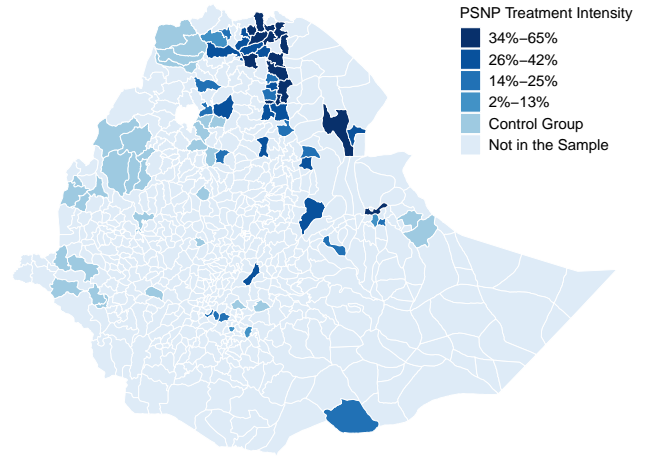 PSNP Treatment Intensity
34%–65%
26%–42%
14%–25%
2%–13%
Control Group
Not in the Sample